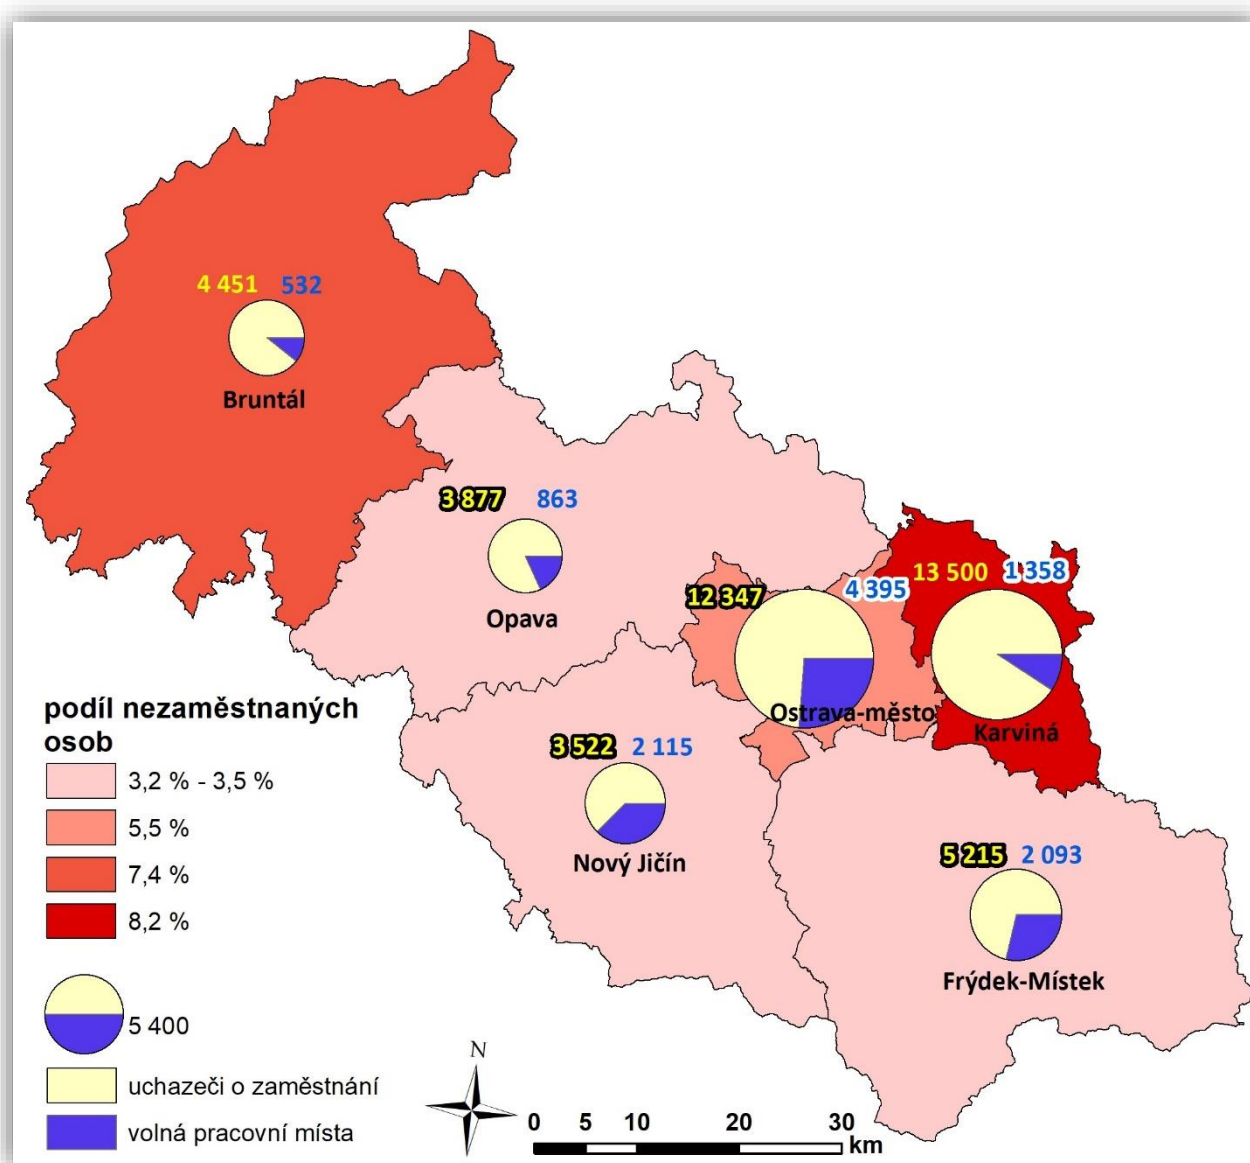 4 451 532
Bruntál
3 877 863
Opava
12 347 4 395
Ostrava-město
13 500 1 358
Karviná
3 522 2 115
Nový Jičín
5 215 2 093
Frýdek-Místek
podíl nezaměstnaných
osob
3,2 % - 3,5 %
5,5 %
7,4 %
8,2 %
5 400
uchazeči o zaměstnání
volná pracovní místa
N
0 5 10 20 30
km